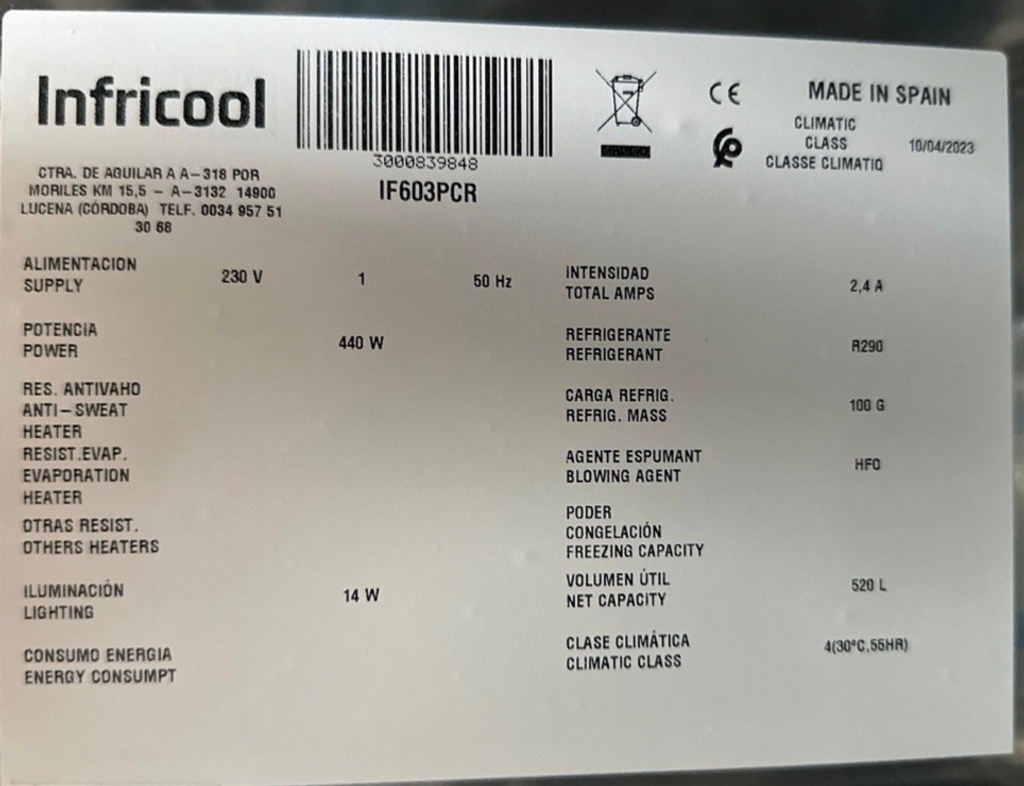 Infricool
3000839848
IF603PCR
CE
MADE IN SPAIN
CLIMATIC
CLASS
CLASSE CLIMATIQ
10/04/2023
CTRA. DE AGUILAR A A-318 POR
MORILES KM 15,5 - A-3132 14900
LUCENA (CÓRDOBA) TELF. 0034 957 51
30 68
ALIMENTACION
SUPPLY
230 V 1 50 Hz
POTENCIA
POWER
440 W
RES. ANTIVAHO
ANTI-SWEAT
HEATER
RESIST.EVAP.
EVAPORATION
HEATER
OTRAS RESIST.
OTHERS HEATERS
ILUMINACIÓN
LIGHTING
14 W
CONSUMO ENERGIA
ENERGY CONSUMPT
INTENSIDAD
TOTAL AMPS
2,4 A
REFRIGERANTE
REFRIGERANT
R290
CARGA REFRIG.
REFRIG. MASS
100 G
AGENTE ESPUMANT
BLOWING AGENT
HFO
PODER
CONGELACIÓN
FREEZING CAPACITY
VOLUMEN ÚTIL
NET CAPACITY
520 L
CLASE CLIMÁTICA
CLIMATIC CLASS
4(30ºC,55HR)